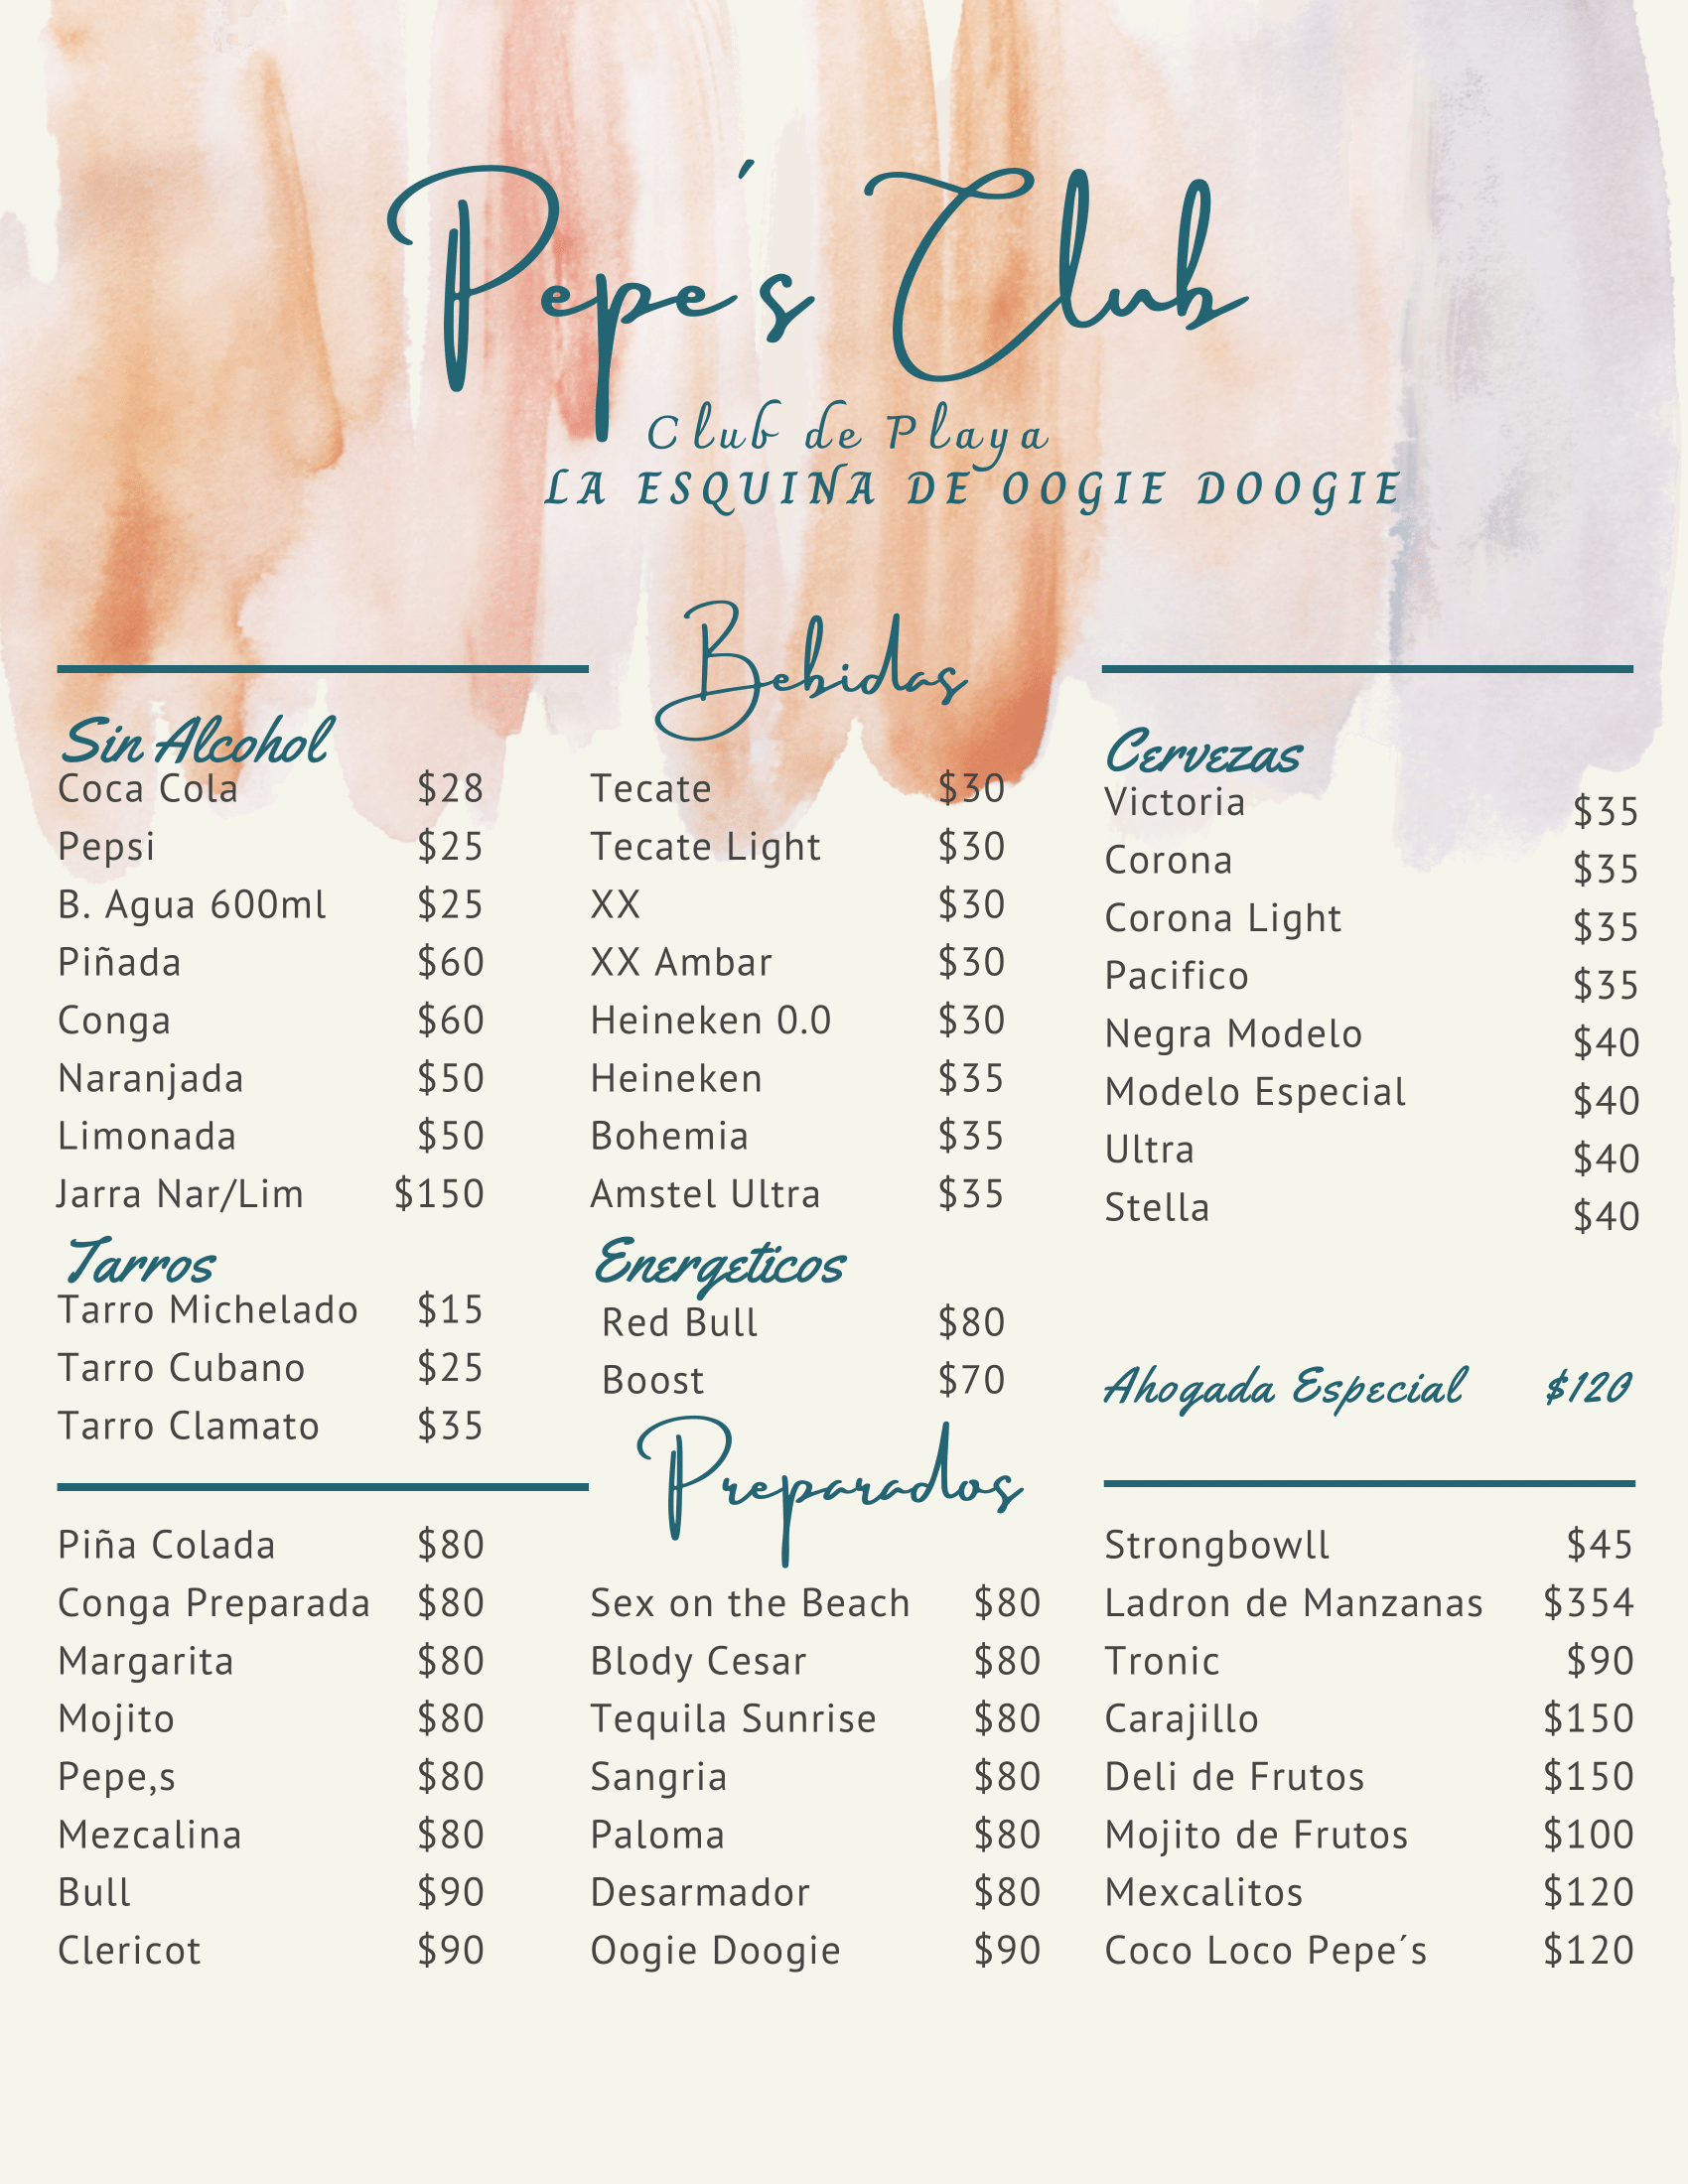 Pepe´s Club
Club de Playa
LA ESQUINA DE OOGIE DOOGIE
Bebidas
Sin Alcohol
Coca Cola $28
Pepsi $25
B. Agua 600ml $25
Piñada $60
Conga $60
Naranjada $50
Limonada $50
Jarra Nar/Lim $150
Tarros
Tarro Michelado $15
Tarro Cubano $25
Tarro Clamato $35
Tecate $30
Tecate Light $30
XX $30
XX Ambar $30
Heineken 0.0 $30
Heineken $35
Bohemia $35
Amstel Ultra $35
Energeticos
Red Bull $80
Boost $70
Cervezas
Victoria $35
Corona $35
Corona Light $35
Pacifico $35
Negra Modelo $40
Modelo Especial $40
Ultra $40
Stella $40
Ahogada Especial $120
Preparados
Piña Colada $80
Conga Preparada $80
Margarita $80
Mojito $80
Pepe,s $80
Mezcalina $80
Bull $90
Clericot $90
Sex on the Beach $80
Blody Cesar $80
Tequila Sunrise $80
Sangria $80
Paloma $80
Desarmador $80
Oogie Doogie $90
Strongbowll $45
Ladron de Manzanas $354
Tronic $90
Carajillo $150
Deli de Frutos $150
Mojito de Frutos $100
Mexcalitos $120
Coco Loco Pepe´s $120